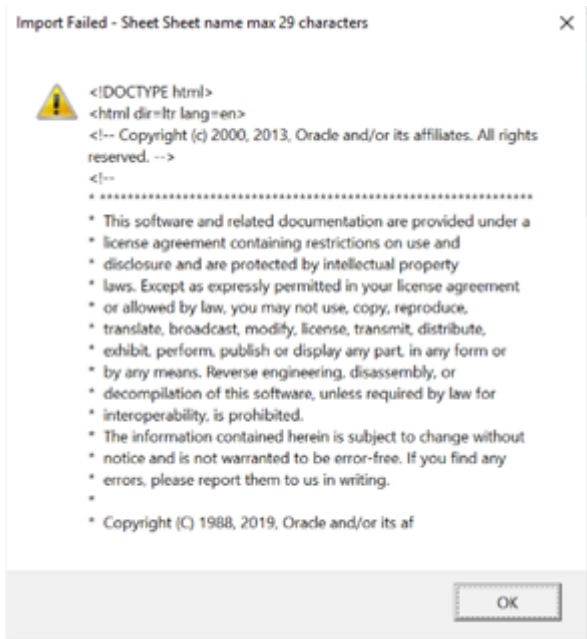 Import Failed - Sheet Sheet name max 29 characters
<!DOCTYPE html>
<html dir=ltr lang=en>
<!-- Copyright (c) 2000, 2013, Oracle and/or its affiliates. All rights
reserved. -->
<!--
* ****************************************************************
* This software and related documentation are provided under a
* license agreement containing restrictions on use and
* disclosure and are protected by intellectual property
* laws. Except as expressly permitted in your license agreement
* or allowed by law, you may not use, copy, reproduce,
* translate, broadcast, modify, license, transmit, distribute,
* exhibit, perform, publish or display any part, in any form or
* by any means. Reverse engineering, disassembly, or
* decompilation of this software, unless required by law for
* interoperability, is prohibited.
* The information contained herein is subject to change without
* notice and is not warranted to be error-free. If you find any
* errors, please report them to us in writing.
*
* Copyright (C) 1988, 2019, Oracle and/or its af
OK